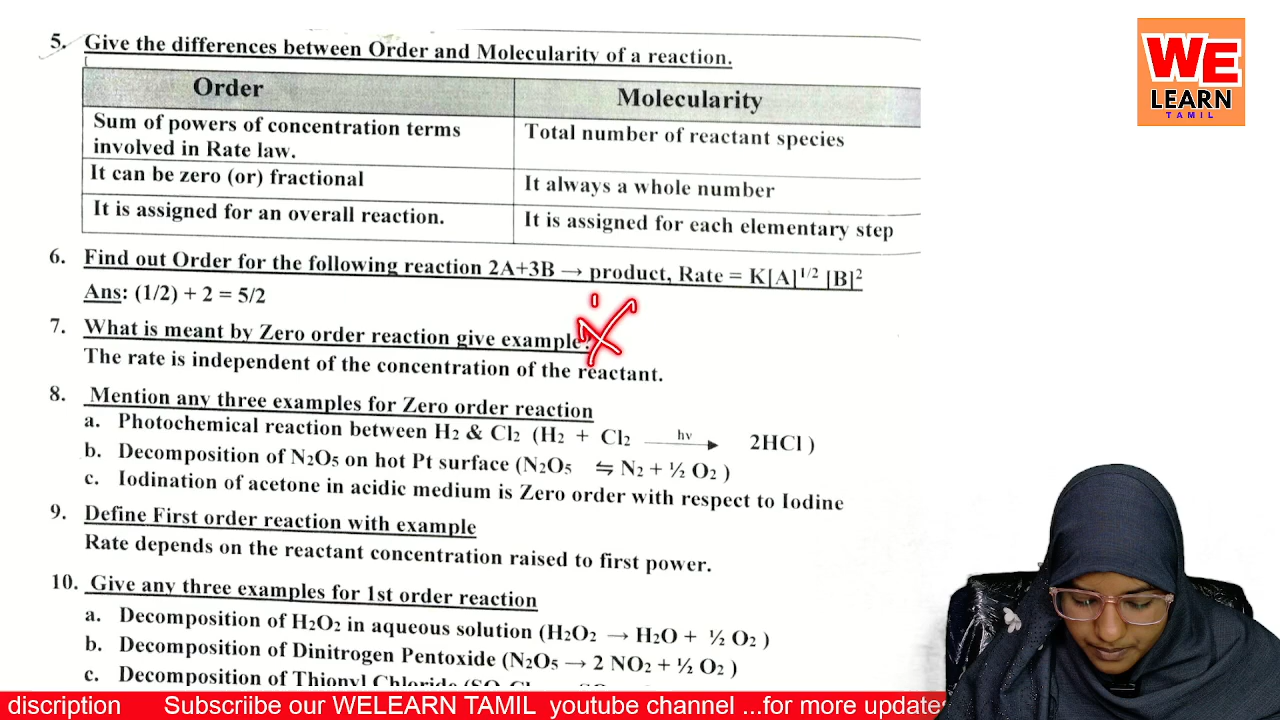 5. Give the differences between Order and Molecularity of a reaction.
Order Molecularity
Sum of powers of concentration terms involved in Rate law. Total number of reactant species
It can be zero (or) fractional It always a whole number
It is assigned for an overall reaction. It is assigned for each elementary step
6. Find out Order for the following reaction 2A+3B → product, Rate = K[A]1/2 [B]2
Ans: (1/2) + 2 = 5/2
7. What is meant by Zero order reaction give example
The rate is independent of the concentration of the reactant.
8. Mention any three examples for Zero order reaction
a. Photochemical reaction between H2 & Cl2 (H2 + Cl2 hv → 2HCl )
b. Decomposition of N2O5 on hot Pt surface (N2O5 ⇋ N2 + ½ O2 )
c. Iodination of acetone in acidic medium is Zero order with respect to Iodine
9. Define First order reaction with example
Rate depends on the reactant concentration raised to first power.
10. Give any three examples for 1st order reaction
a. Decomposition of H2O2 in aqueous solution (H2O2 → H2O + ½ O2 )
b. Decomposition of Dinitrogen Pentoxide (N2O5 → 2 NO2 + ½ O2 )
c. Decomposition of Thionyl Chloride
WE
LEARN
TAMIL
discription Subscriibe our WELEARN TAMIL youtube channel ...for more updates